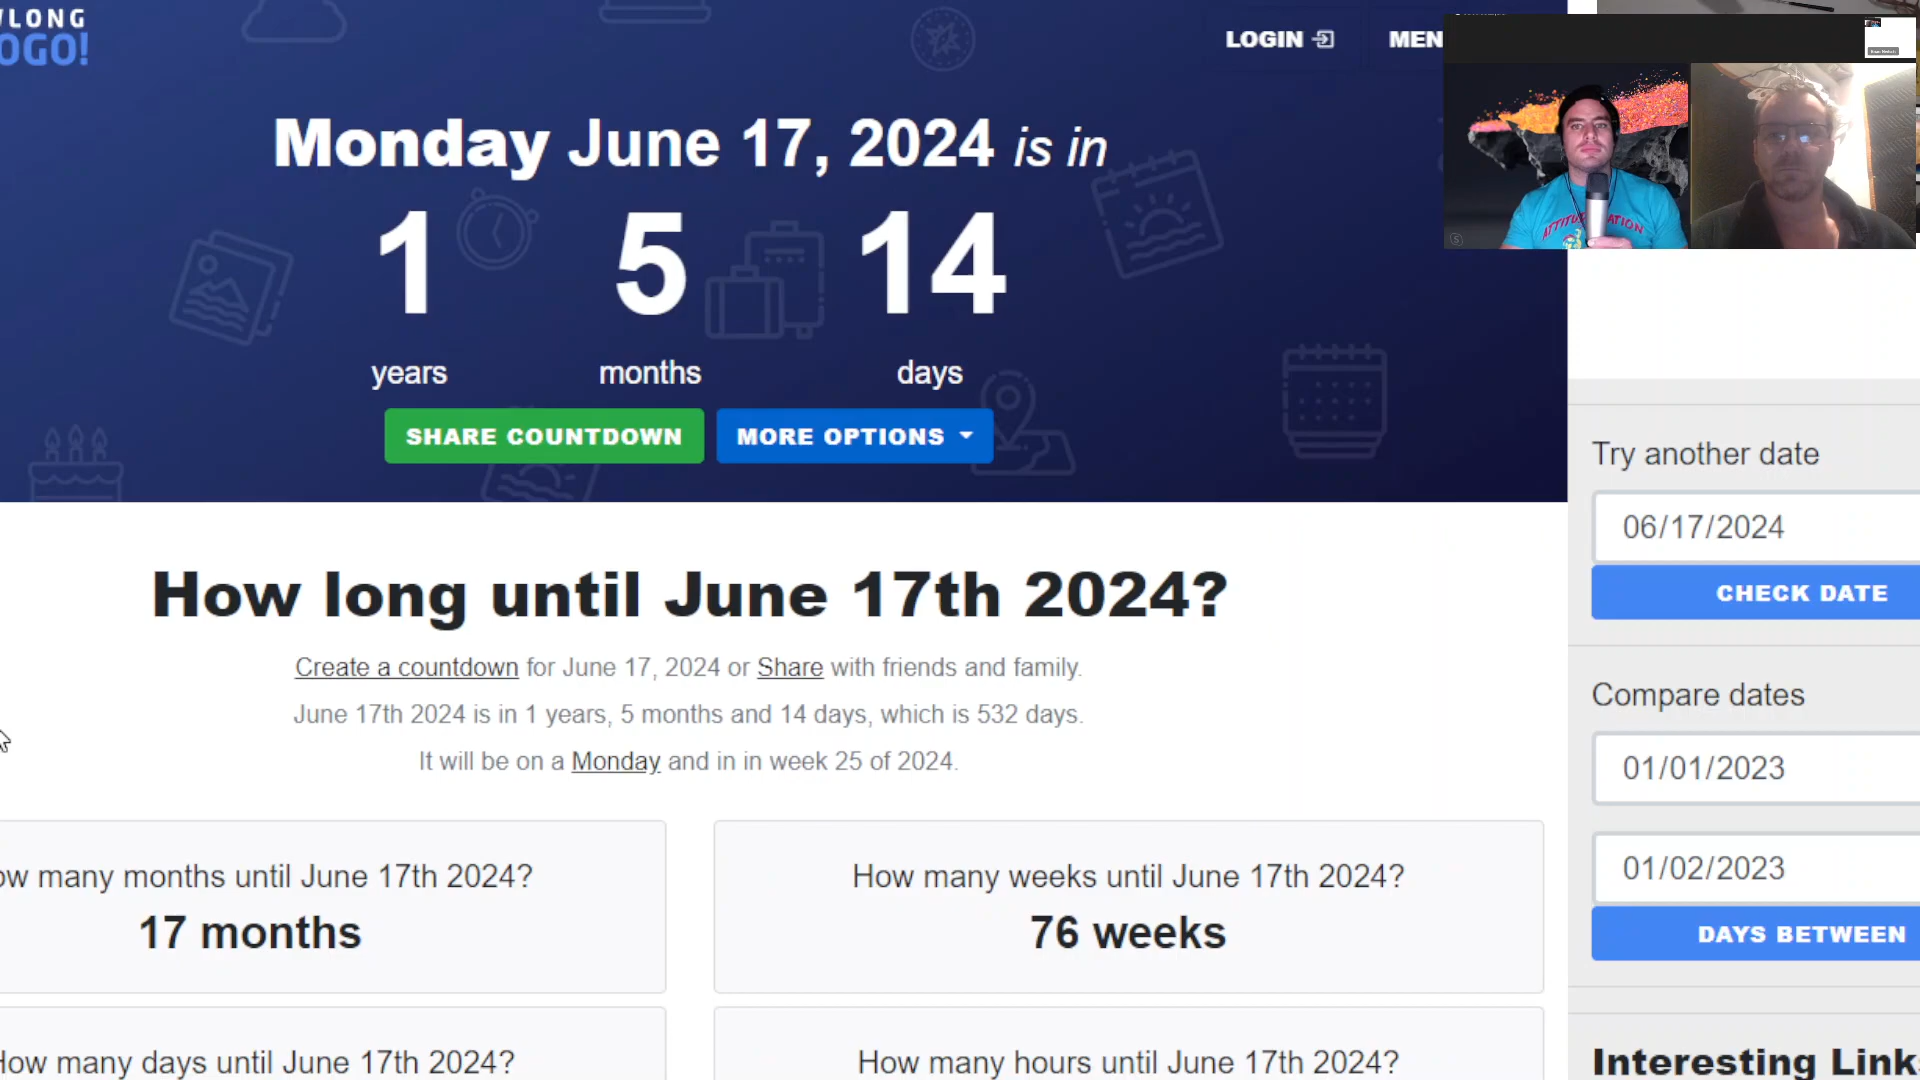 LONG
OGO!
LOGIN
MEN
Monday June 17, 2024 is in
1 5 14
years months days
SHARE COUNTDOWN
MORE OPTIONS
ATTITU ATION
How long until June 17th 2024?
Create a countdown for June 17, 2024 or Share with friends and family.
June 17th 2024 is in 1 years, 5 months and 14 days, which is 532 days.
It will be on a Monday and in in week 25 of 2024.
ow many months until June 17th 2024?
17 months
How many weeks until June 17th 2024?
76 weeks
How many days until June 17th 2024?
How many hours until June 17th 2024?
Try another date
06/17/2024
CHECK DATE
Compare dates
01/01/2023
01/02/2023
DAYS BETWEEN
Interesting Link